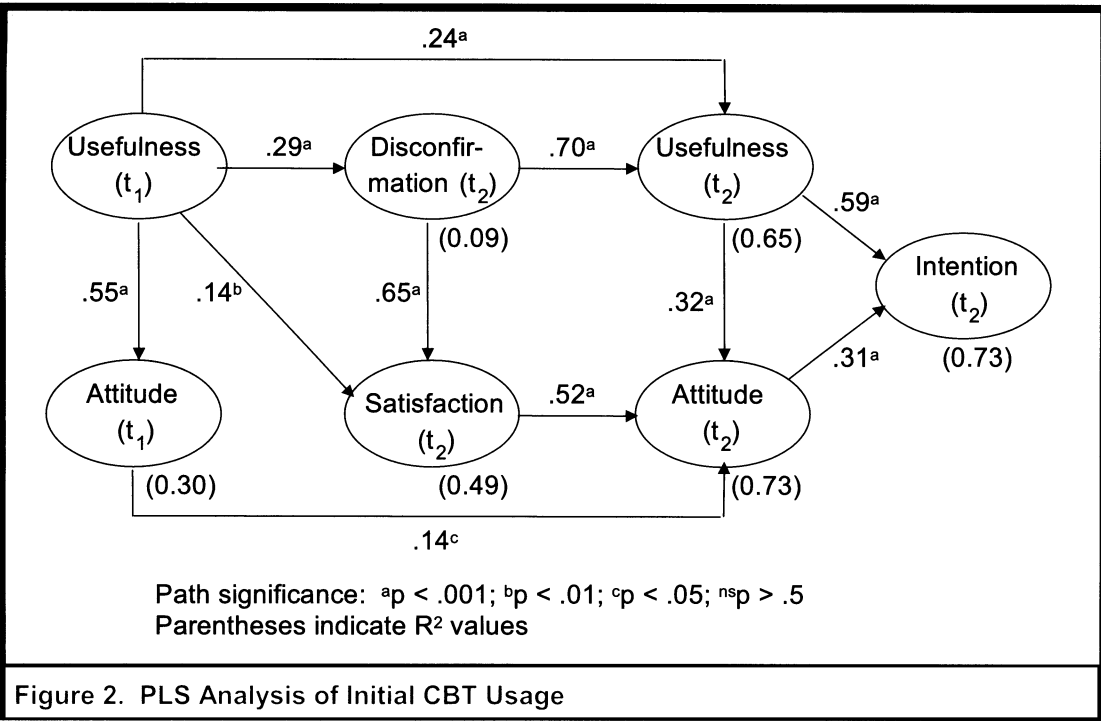 .24ᵃ
Usefulness
(t₁)
.29ᵃ
Disconfir-
mation (t₂)
.70ᵃ
Usefulness
(t₂)
(0.09)
(0.65)
.59ᵃ
Intention
(t₂)
(0.73)
.55ᵃ
.14ᵇ
.65ᵃ
.32ᵃ
.31ᵃ
Attitude
(t₁)
(0.30)
Satisfaction
(t₂)
(0.49)
.52ᵃ
Attitude
(t₂)
(0.73)
.14ᶜ
Path significance: ᵃp < .001; ᵇp < .01; ᶜp < .05; ⁿˢp > .5
Parentheses indicate R² values
Figure 2. PLS Analysis of Initial CBT Usage